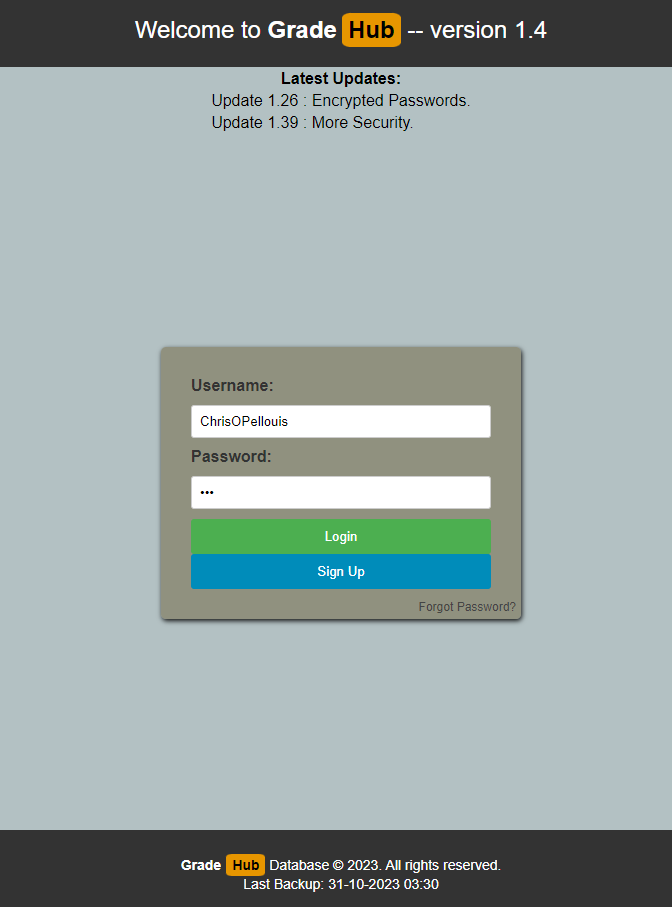 Welcome to Grade Hub -- version 1.4
Latest Updates:
Update 1.26 : Encrypted Passwords.
Update 1.39 : More Security.
Username:
ChrisOPellouis
Password:
•••
Login
Sign Up
Forgot Password?
Grade Hub Database © 2023. All rights reserved.
Last Backup: 31-10-2023 03:30